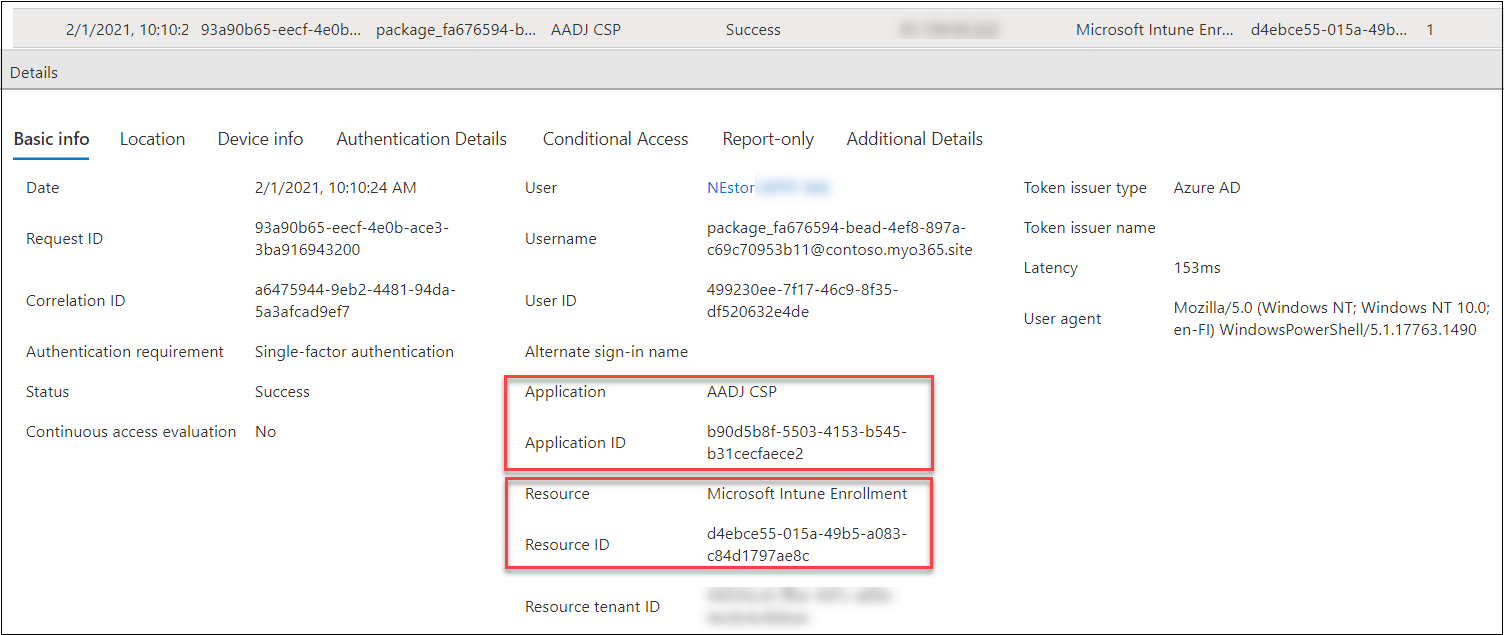 2/1/2021, 10:10:2 93a90b65-eecf-4e0b... package_fa676594-b... AADJ CSP Success Microsoft Intune Enr... d4ebce55-015a-49b... 1
Details
Basic info Location Device info Authentication Details Conditional Access Report-only Additional Details
Date 2/1/2021, 10:10:24 AM
Request ID 93a90b65-eecf-4e0b-ace3-
3ba916943200
Correlation ID a6475944-9eb2-4481-94da-
5a3afcad9ef7
Authentication requirement Single-factor authentication
Status Success
Continuous access evaluation No
User NEstor
Username package_fa676594-bead-4ef8-897a-
c69c70953b11@contoso.myo365.site
User ID 499230ee-7f17-46c9-8f35-
df520632e4de
Alternate sign-in name
Application AADJ CSP
Application ID b90d5b8f-5503-4153-b545-
b31cecfaece2
Resource Microsoft Intune Enrollment
Resource ID d4ebce55-015a-49b5-a083-
c84d1797ae8c
Resource tenant ID
Token issuer type Azure AD
Token issuer name
Latency 153ms
User agent Mozilla/5.0 (Windows NT; Windows NT 10.0;
en-FI) WindowsPowerShell/5.1.17763.1490